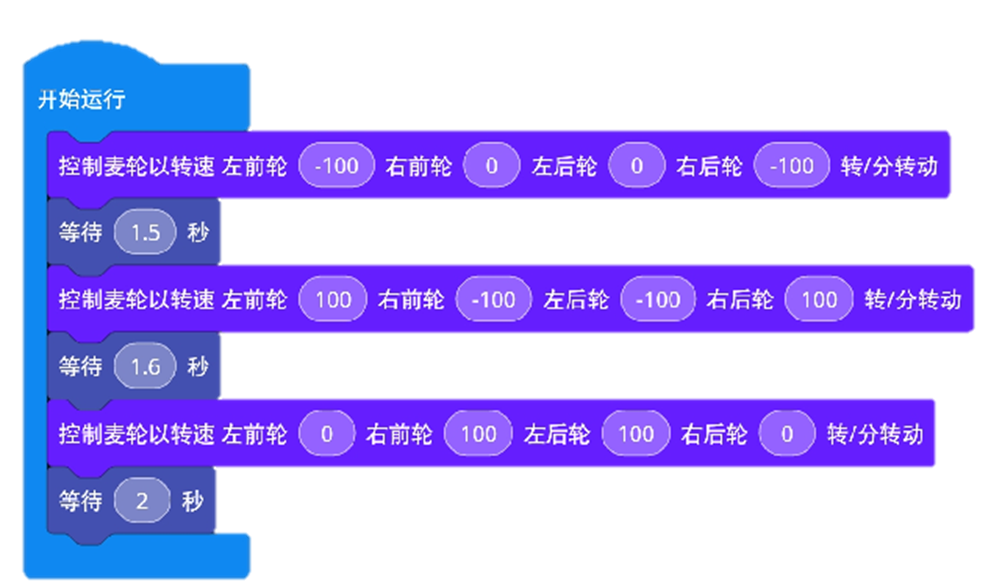 开始运行
控制麦轮以转速 左前轮 -100 右前轮 0 左后轮 0 右后轮 -100 转/分转动
等待 1.5 秒
控制麦轮以转速 左前轮 100 右前轮 -100 左后轮 -100 右后轮 100 转/分转动
等待 1.6 秒
控制麦轮以转速 左前轮 0 右前轮 100 左后轮 100 右后轮 0 转/分转动
等待 2 秒